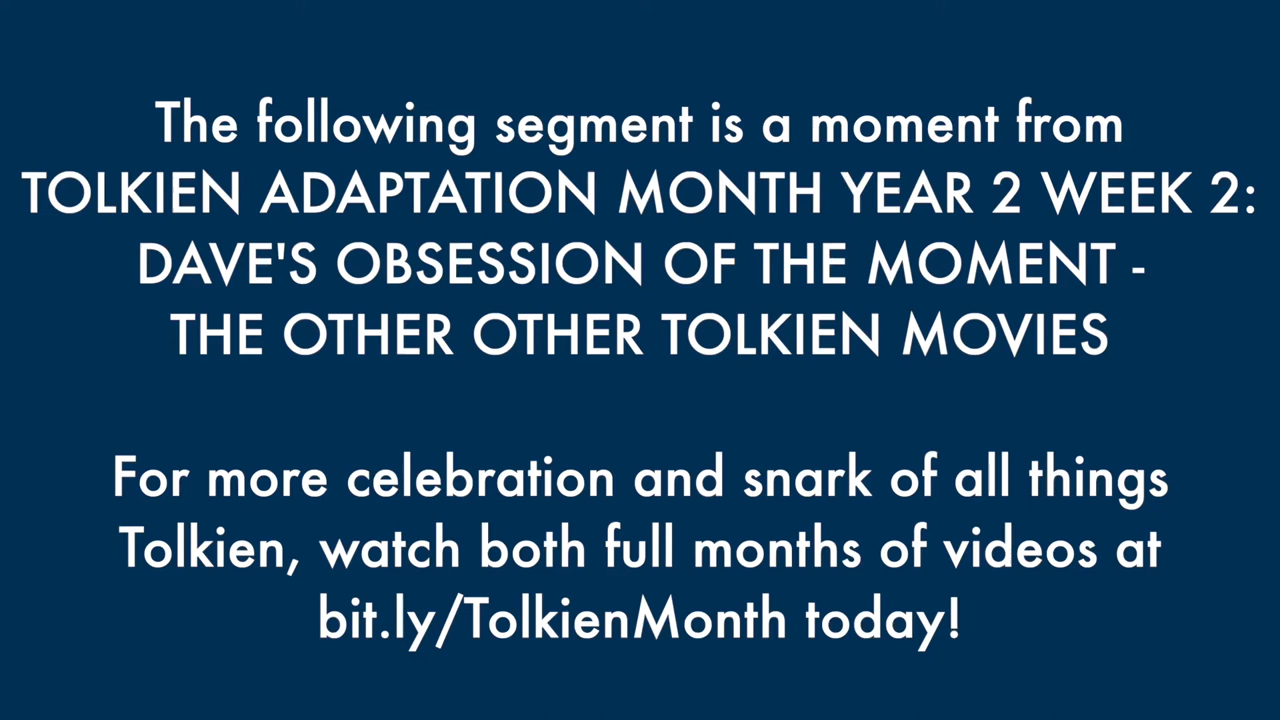 The following segment is a moment from
TOLKIEN ADAPTATION MONTH YEAR 2 WEEK 2:
DAVE'S OBSESSION OF THE MOMENT -
THE OTHER OTHER TOLKIEN MOVIES
For more celebration and snark of all things
Tolkien, watch both full months of videos at
bit.ly/TolkienMonth today!